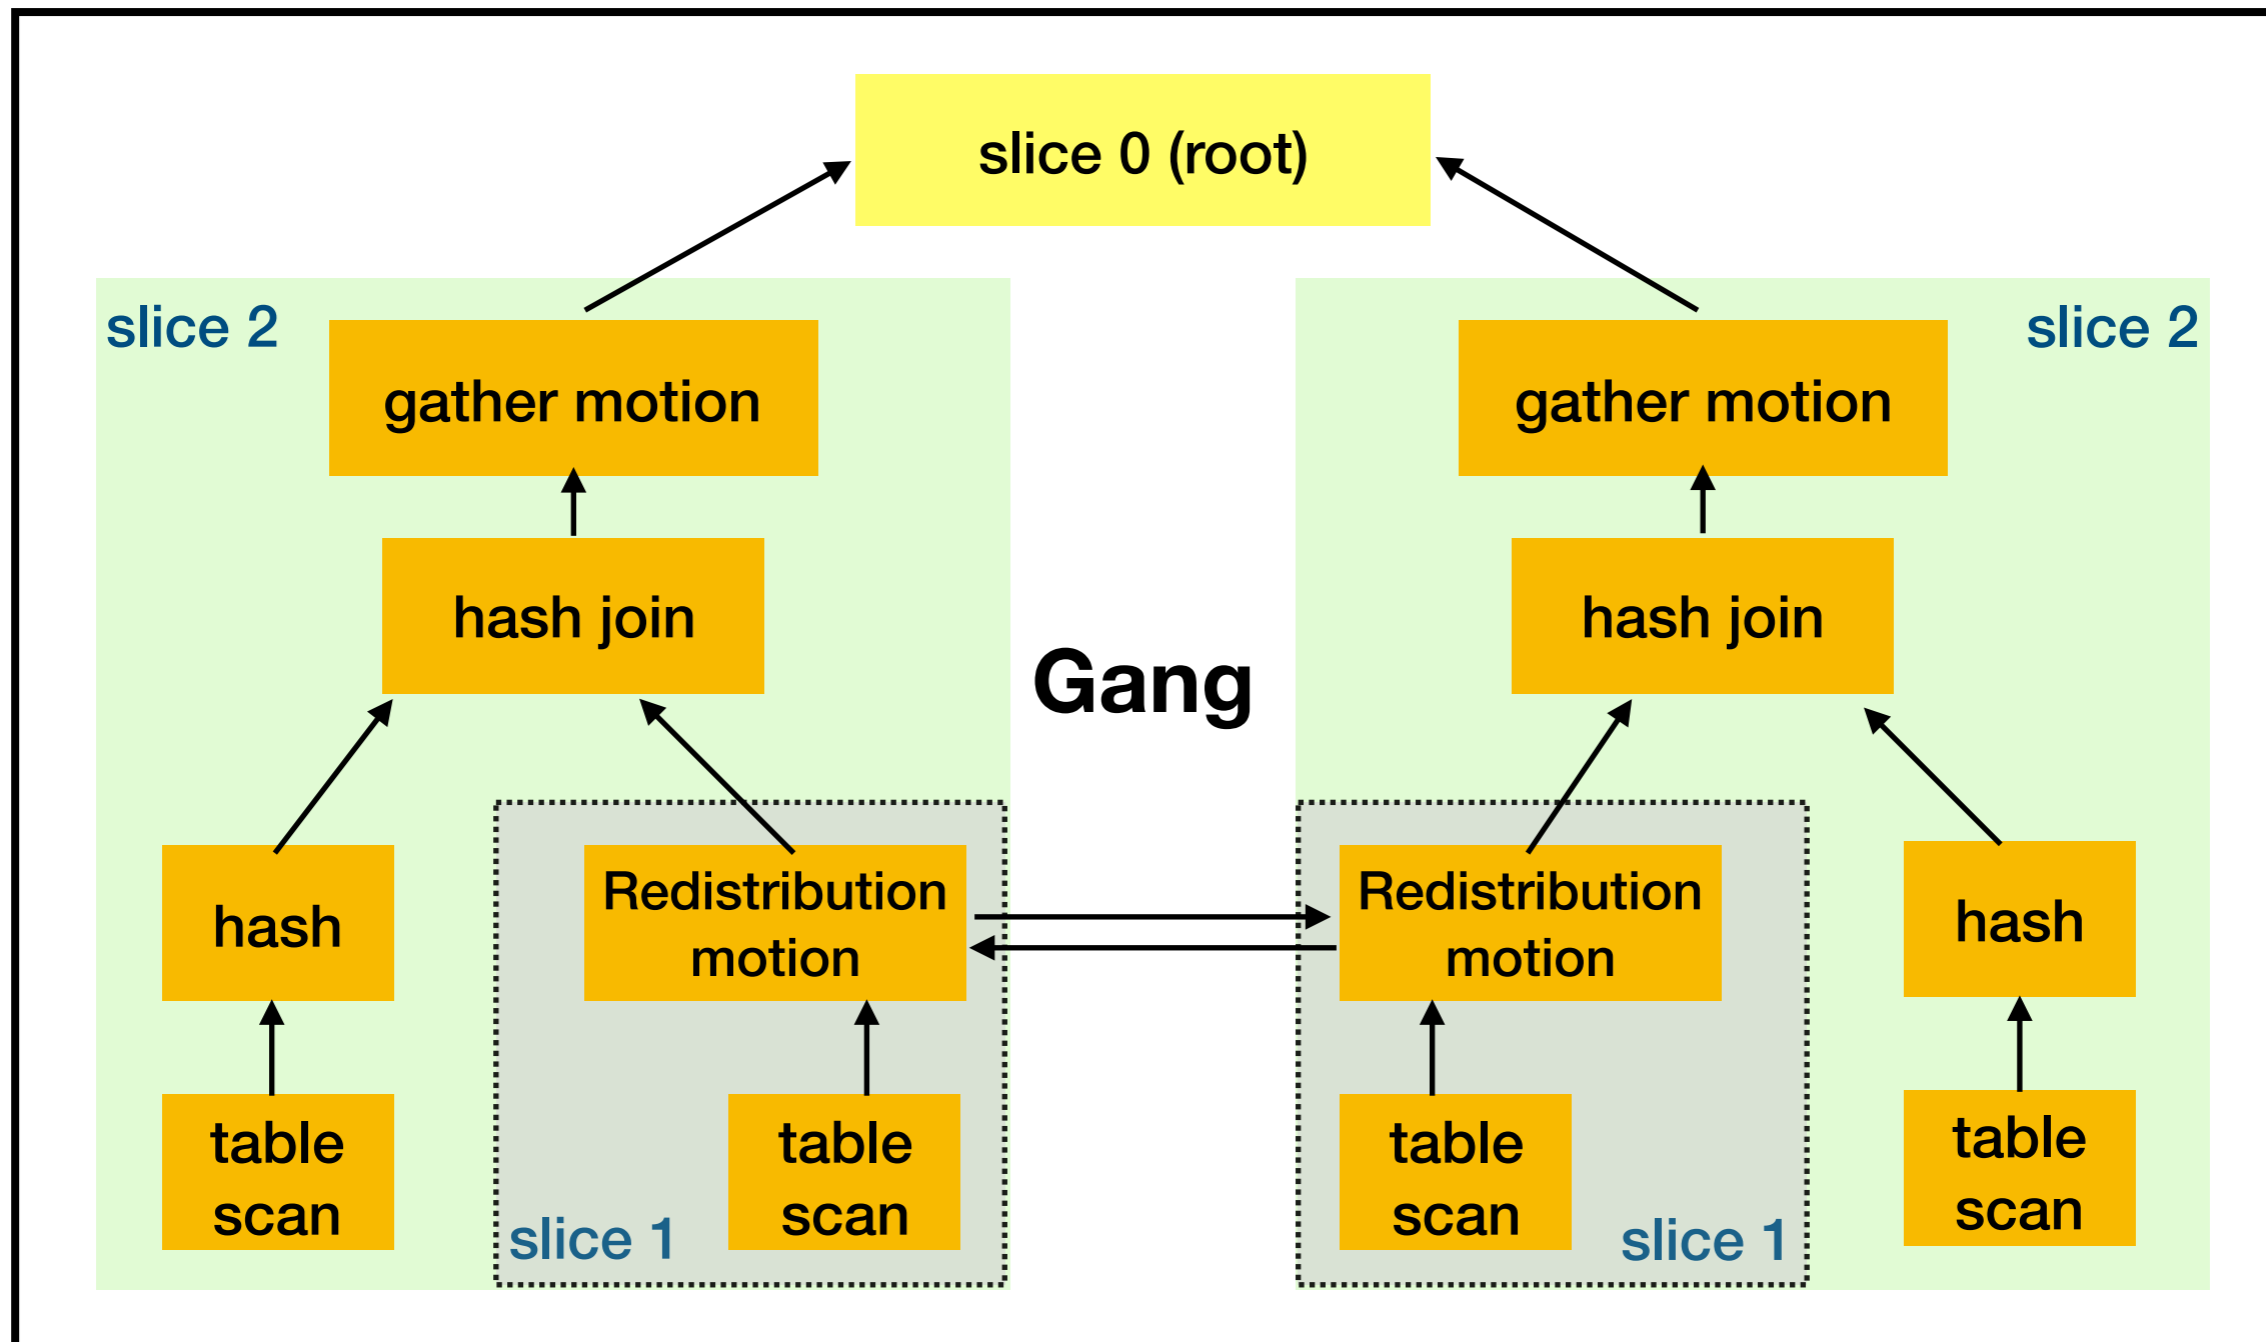 slice 0 (root)
slice 2
slice 2
gather motion
gather motion
hash join
hash join
Gang
hash
Redistribution
motion
Redistribution
motion
hash
table
scan
table
scan
slice 1
table
scan
slice 1
table
scan